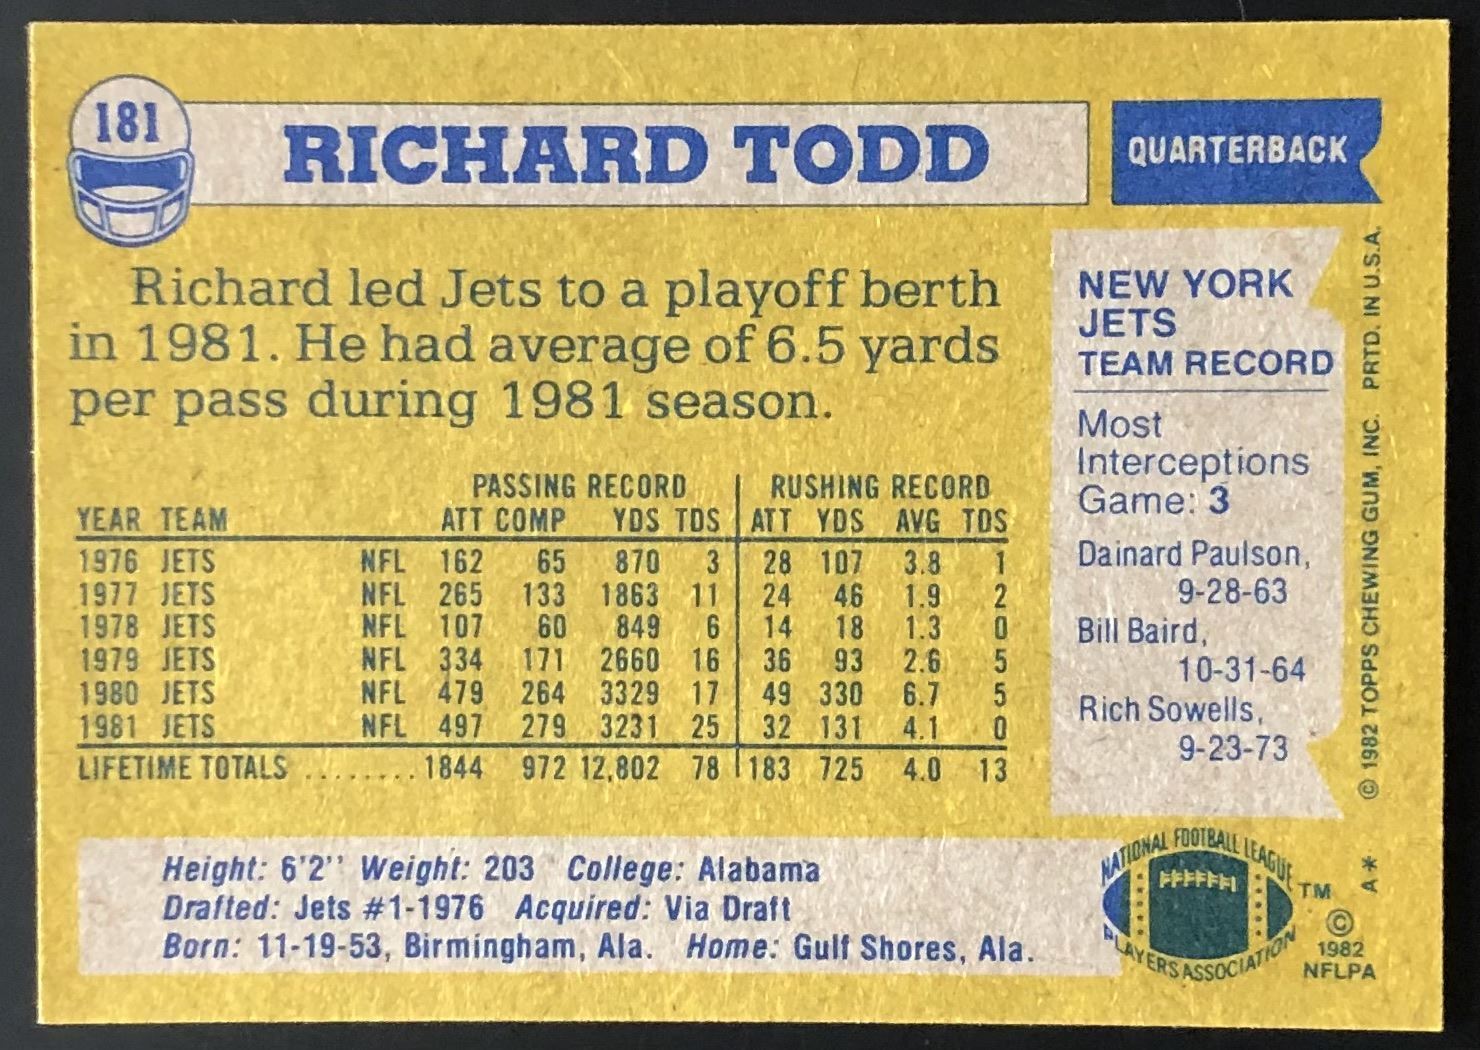 181
RICHARD TODD
QUARTERBACK
Richard led Jets to a playoff berth
in 1981. He had average of 6.5 yards
per pass during 1981 season.
PASSING RECORD RUSHING RECORD
YEAR TEAM ATT COMP YDS TDS ATT YDS AVG TDS
1976 JETS NFL 162 65 870 3 28 107 3.8 1
1977 JETS NFL 265 133 1863 11 24 46 1.9 2
1978 JETS NFL 107 60 849 6 14 18 1.3 0
1979 JETS NFL 334 171 2660 16 36 93 2.6 5
1980 JETS NFL 479 264 3329 17 49 330 6.7 5
1981 JETS NFL 497 279 3231 25 32 131 4.1 0
LIFETIME TOTALS ........ 1844 972 12,802 78 183 725 4.0 13
NEW YORK
JETS
TEAM RECORD
Most
Interceptions
Game: 3
Dainard Paulson,
9-28-63
Bill Baird,
10-31-64
Rich Sowells,
9-23-73
© 1982 TOPPS CHEWING GUM, INC. PRTD. IN U.S.A.
Height: 6'2'' Weight: 203 College: Alabama
Drafted: Jets #1-1976 Acquired: Via Draft
Born: 11-19-53, Birmingham, Ala. Home: Gulf Shores, Ala.
NATIONAL FOOTBALL LEAGUE
PLAYERS ASSOCIATION
TM
A*
©
1982
NFLPA